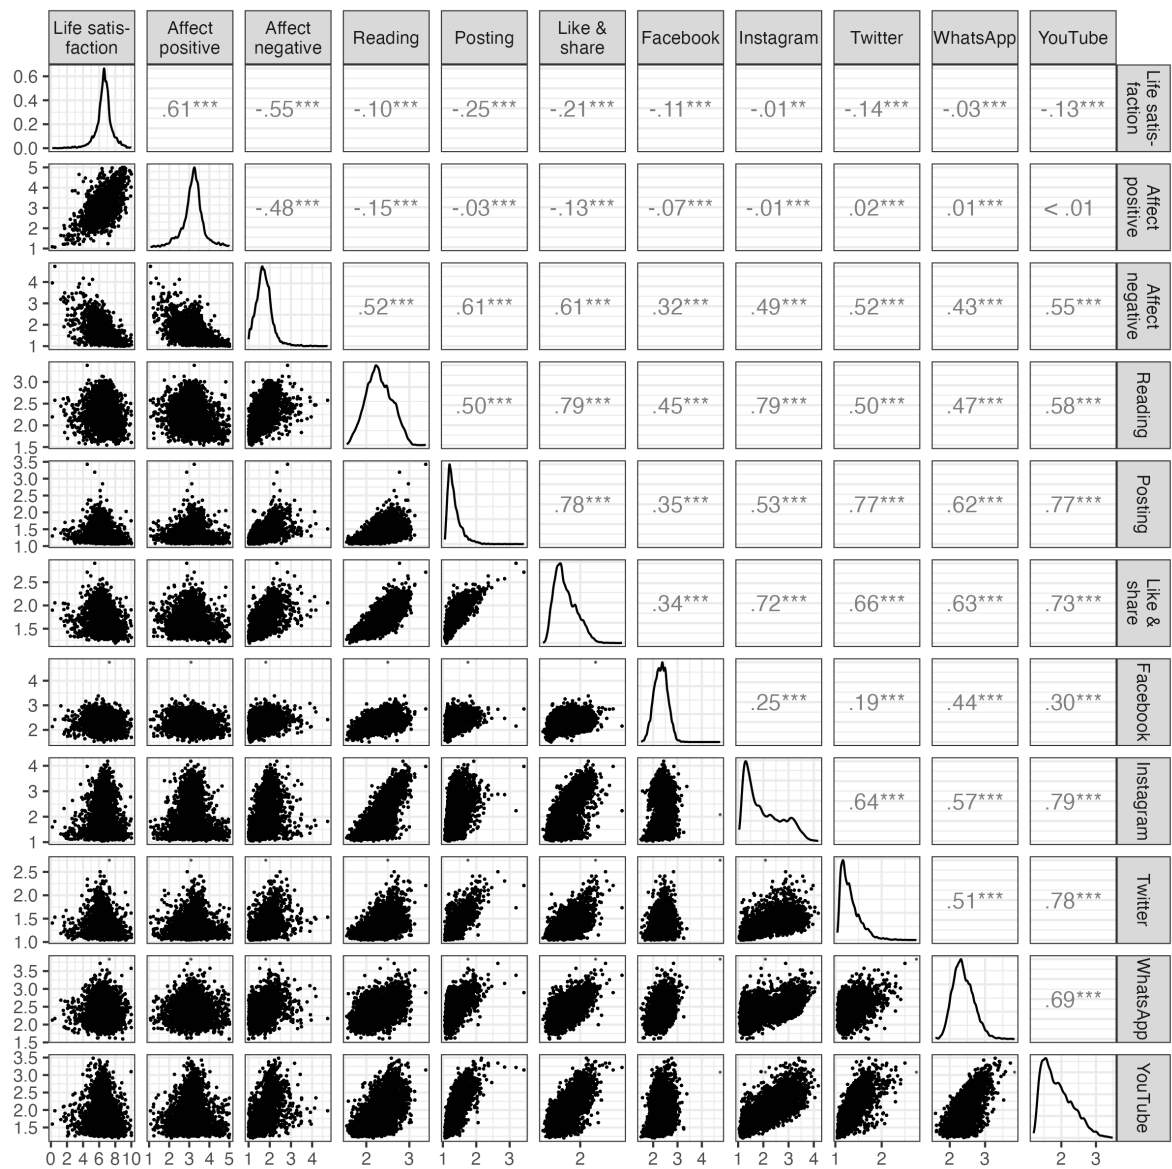 Life satis-
faction
Affect
positive
Affect
negative
Reading
Posting
Like &
share
Facebook
Instagram
Twitter
WhatsApp
YouTube
0.6
0.4
0.2
0.0
.61***
-.55***
-.10***
-.25***
-.21***
-.11***
-.01**
-.14***
-.03***
-.13***
Life satis-
faction
5
4
3
2
1
-.48***
-.15***
-.03***
-.13***
-.07***
-.01***
.02***
.01***
< .01
Affect
positive
4
3
2
1
.52***
.61***
.61***
.32***
.49***
.52***
.43***
.55***
Affect
negative
3.0
2.5
2.0
1.5
.50***
.79***
.45***
.79***
.50***
.47***
.58***
Reading
3.5
3.0
2.5
2.0
1.5
1.0
.78***
.35***
.53***
.77***
.62***
.77***
Posting
2.5
2.0
1.5
.34***
.72***
.66***
.63***
.73***
Like &
share
4
3
2
.25***
.19***
.44***
.30***
Facebook
4
3
2
1
.64***
.57***
.79***
Instagram
2.5
2.0
1.5
1.0
.51***
.78***
Twitter
3.5
3.0
2.5
2.0
1.5
.69***
WhatsApp
3.5
3.0
2.5
2.0
1.5
YouTube
0 2 4 6 8 10
1 2 3 4 5
1 2 3 4
2 3
1 2 3
2
2 3 4
1 2 3 4
1 2
2 3
2 3